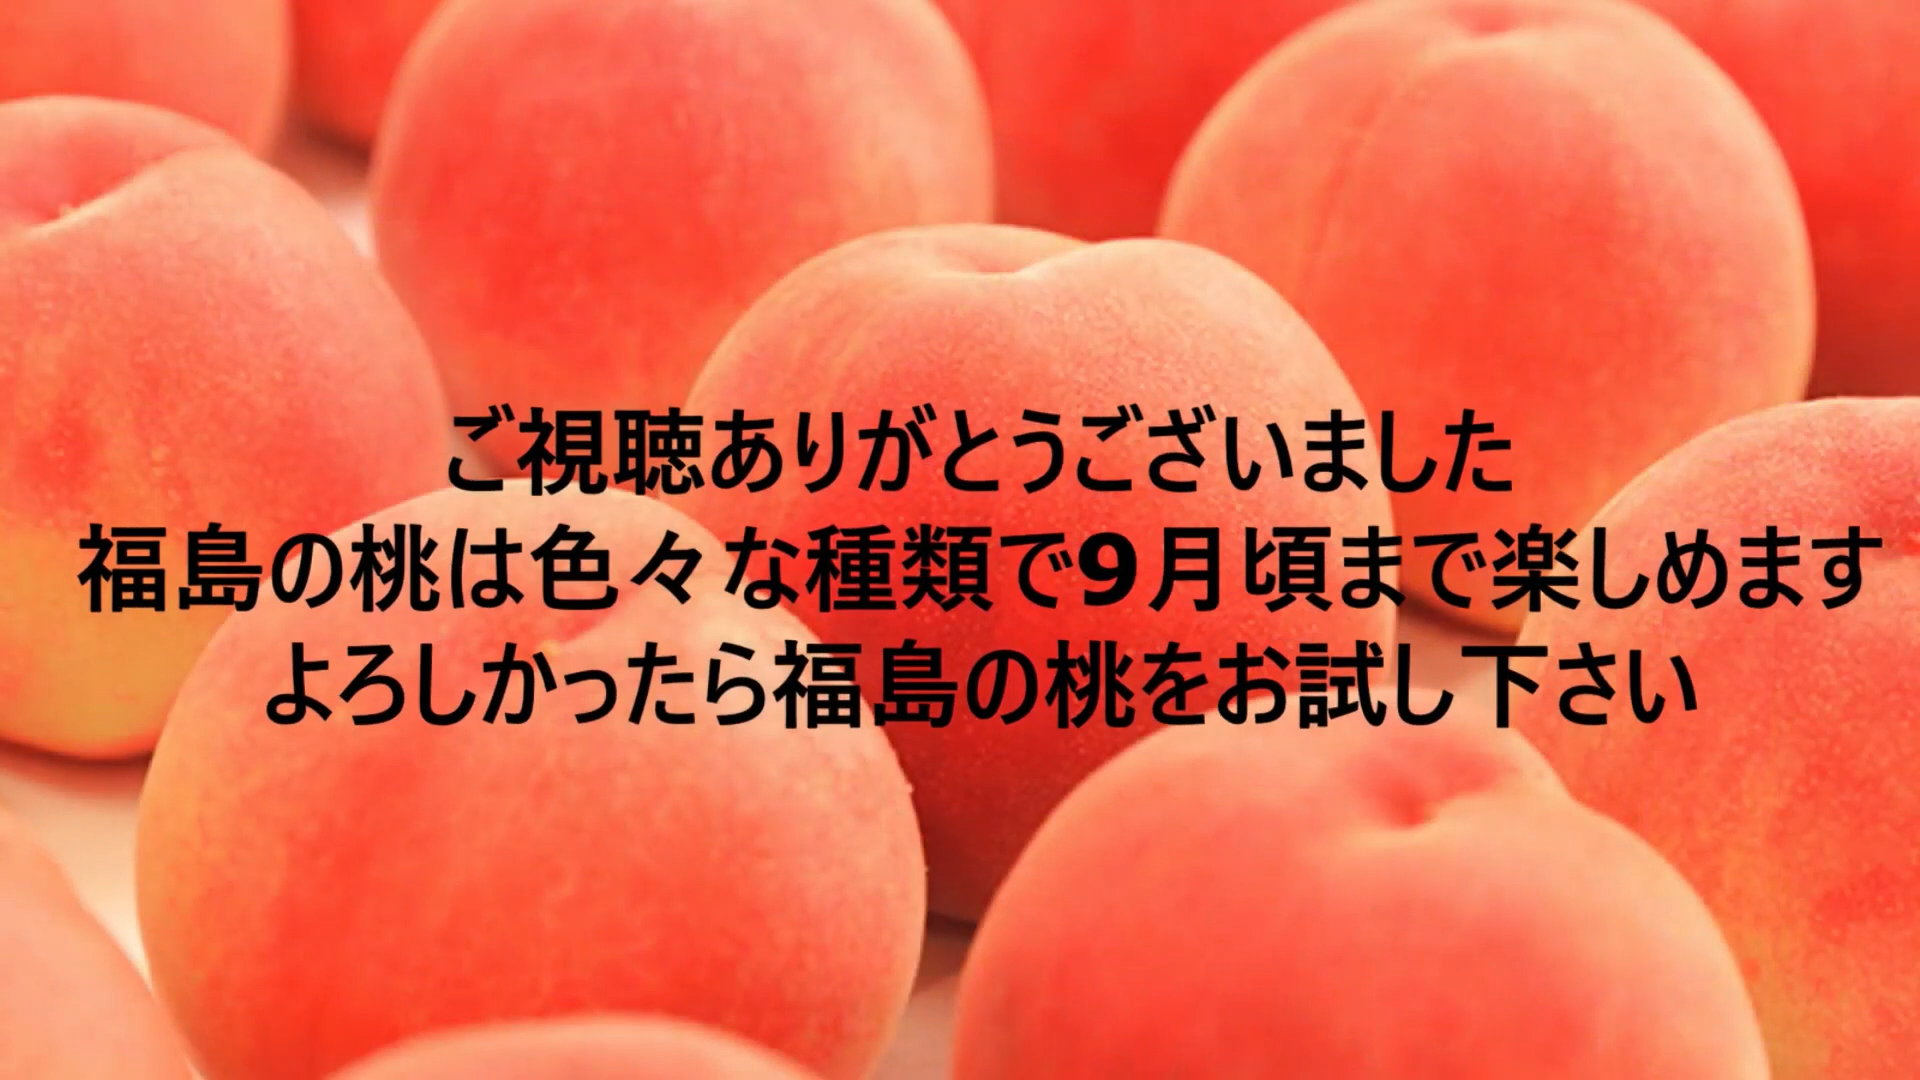 ご視聴ありがとうございました
福島の桃は色々な種類で9月頃まで楽しめます
よろしかったら福島の桃をお試し下さい